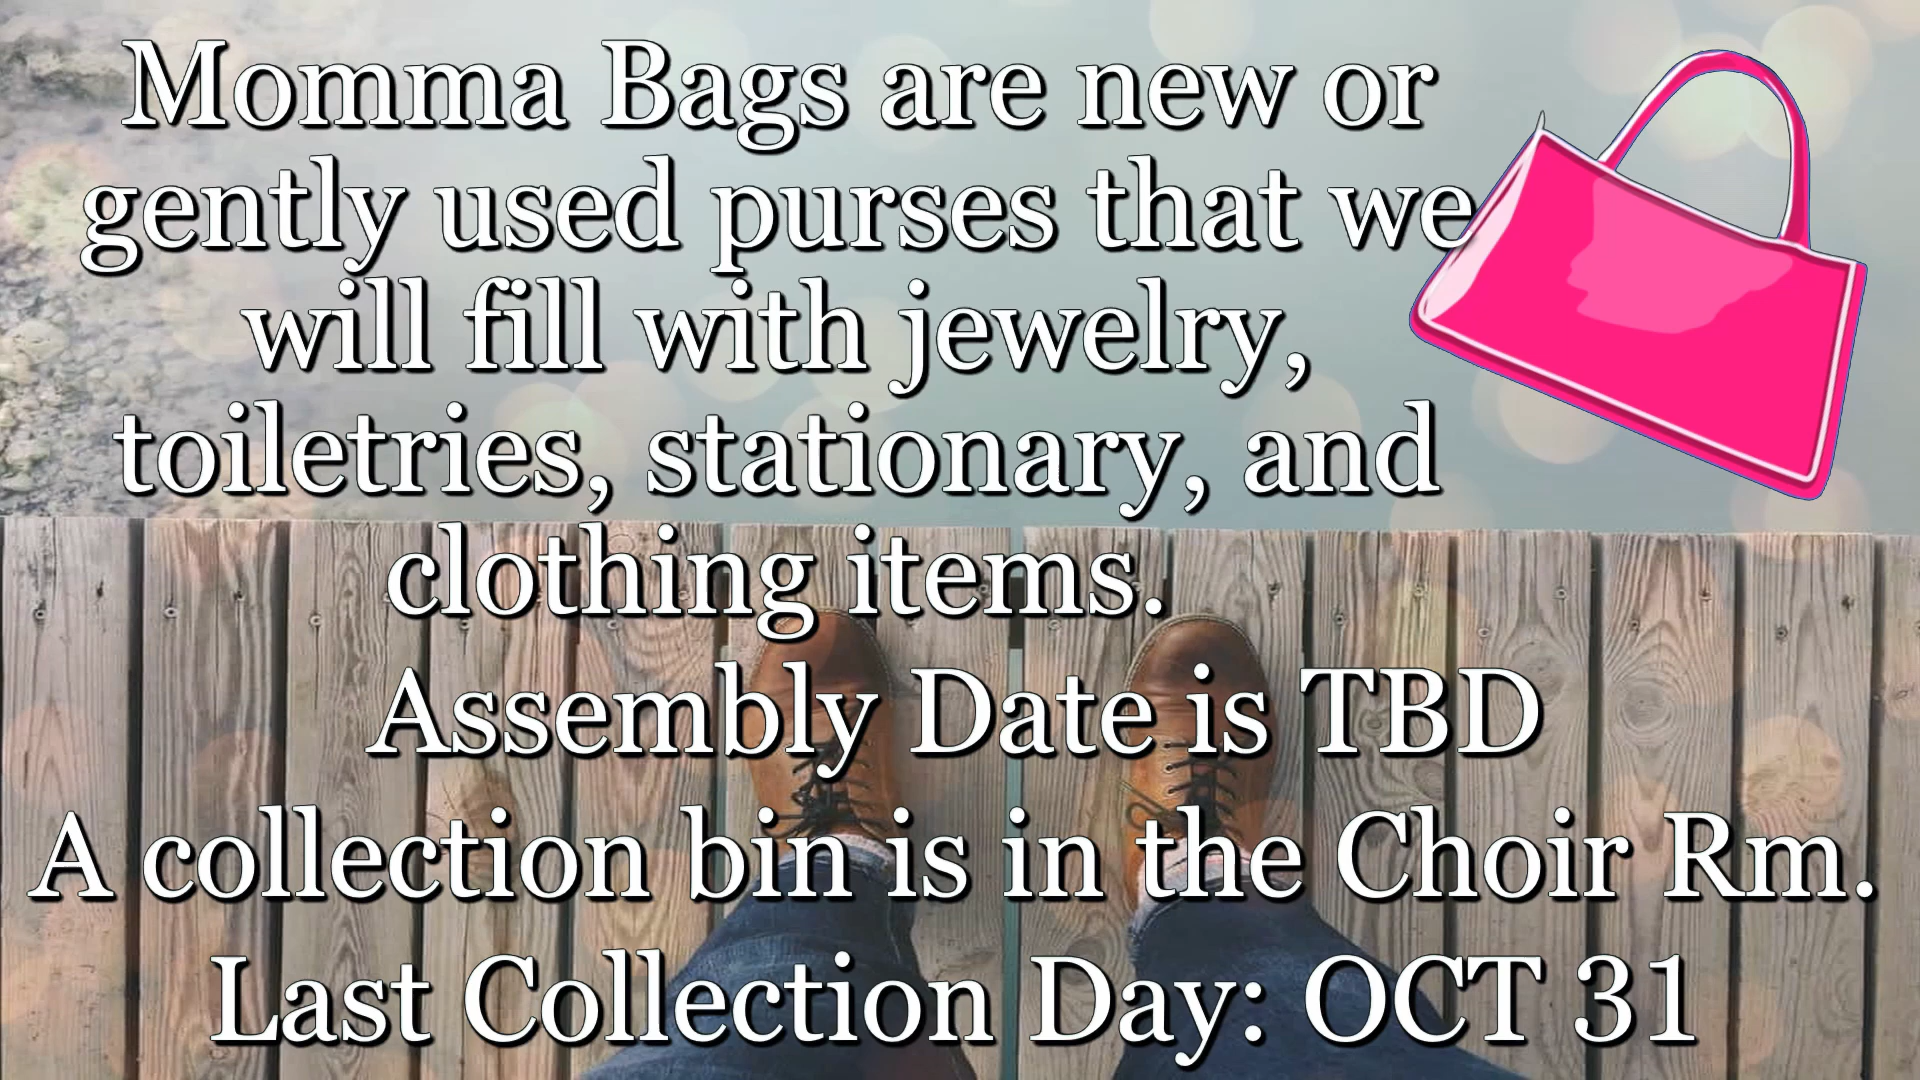 Momma Bags are new or
gently used purses that we
will fill with jewelry,
toiletries, stationary, and
clothing items.
Assembly Date is TBD
A collection bin is in the Choir Rm.
Last Collection Day: OCT 31